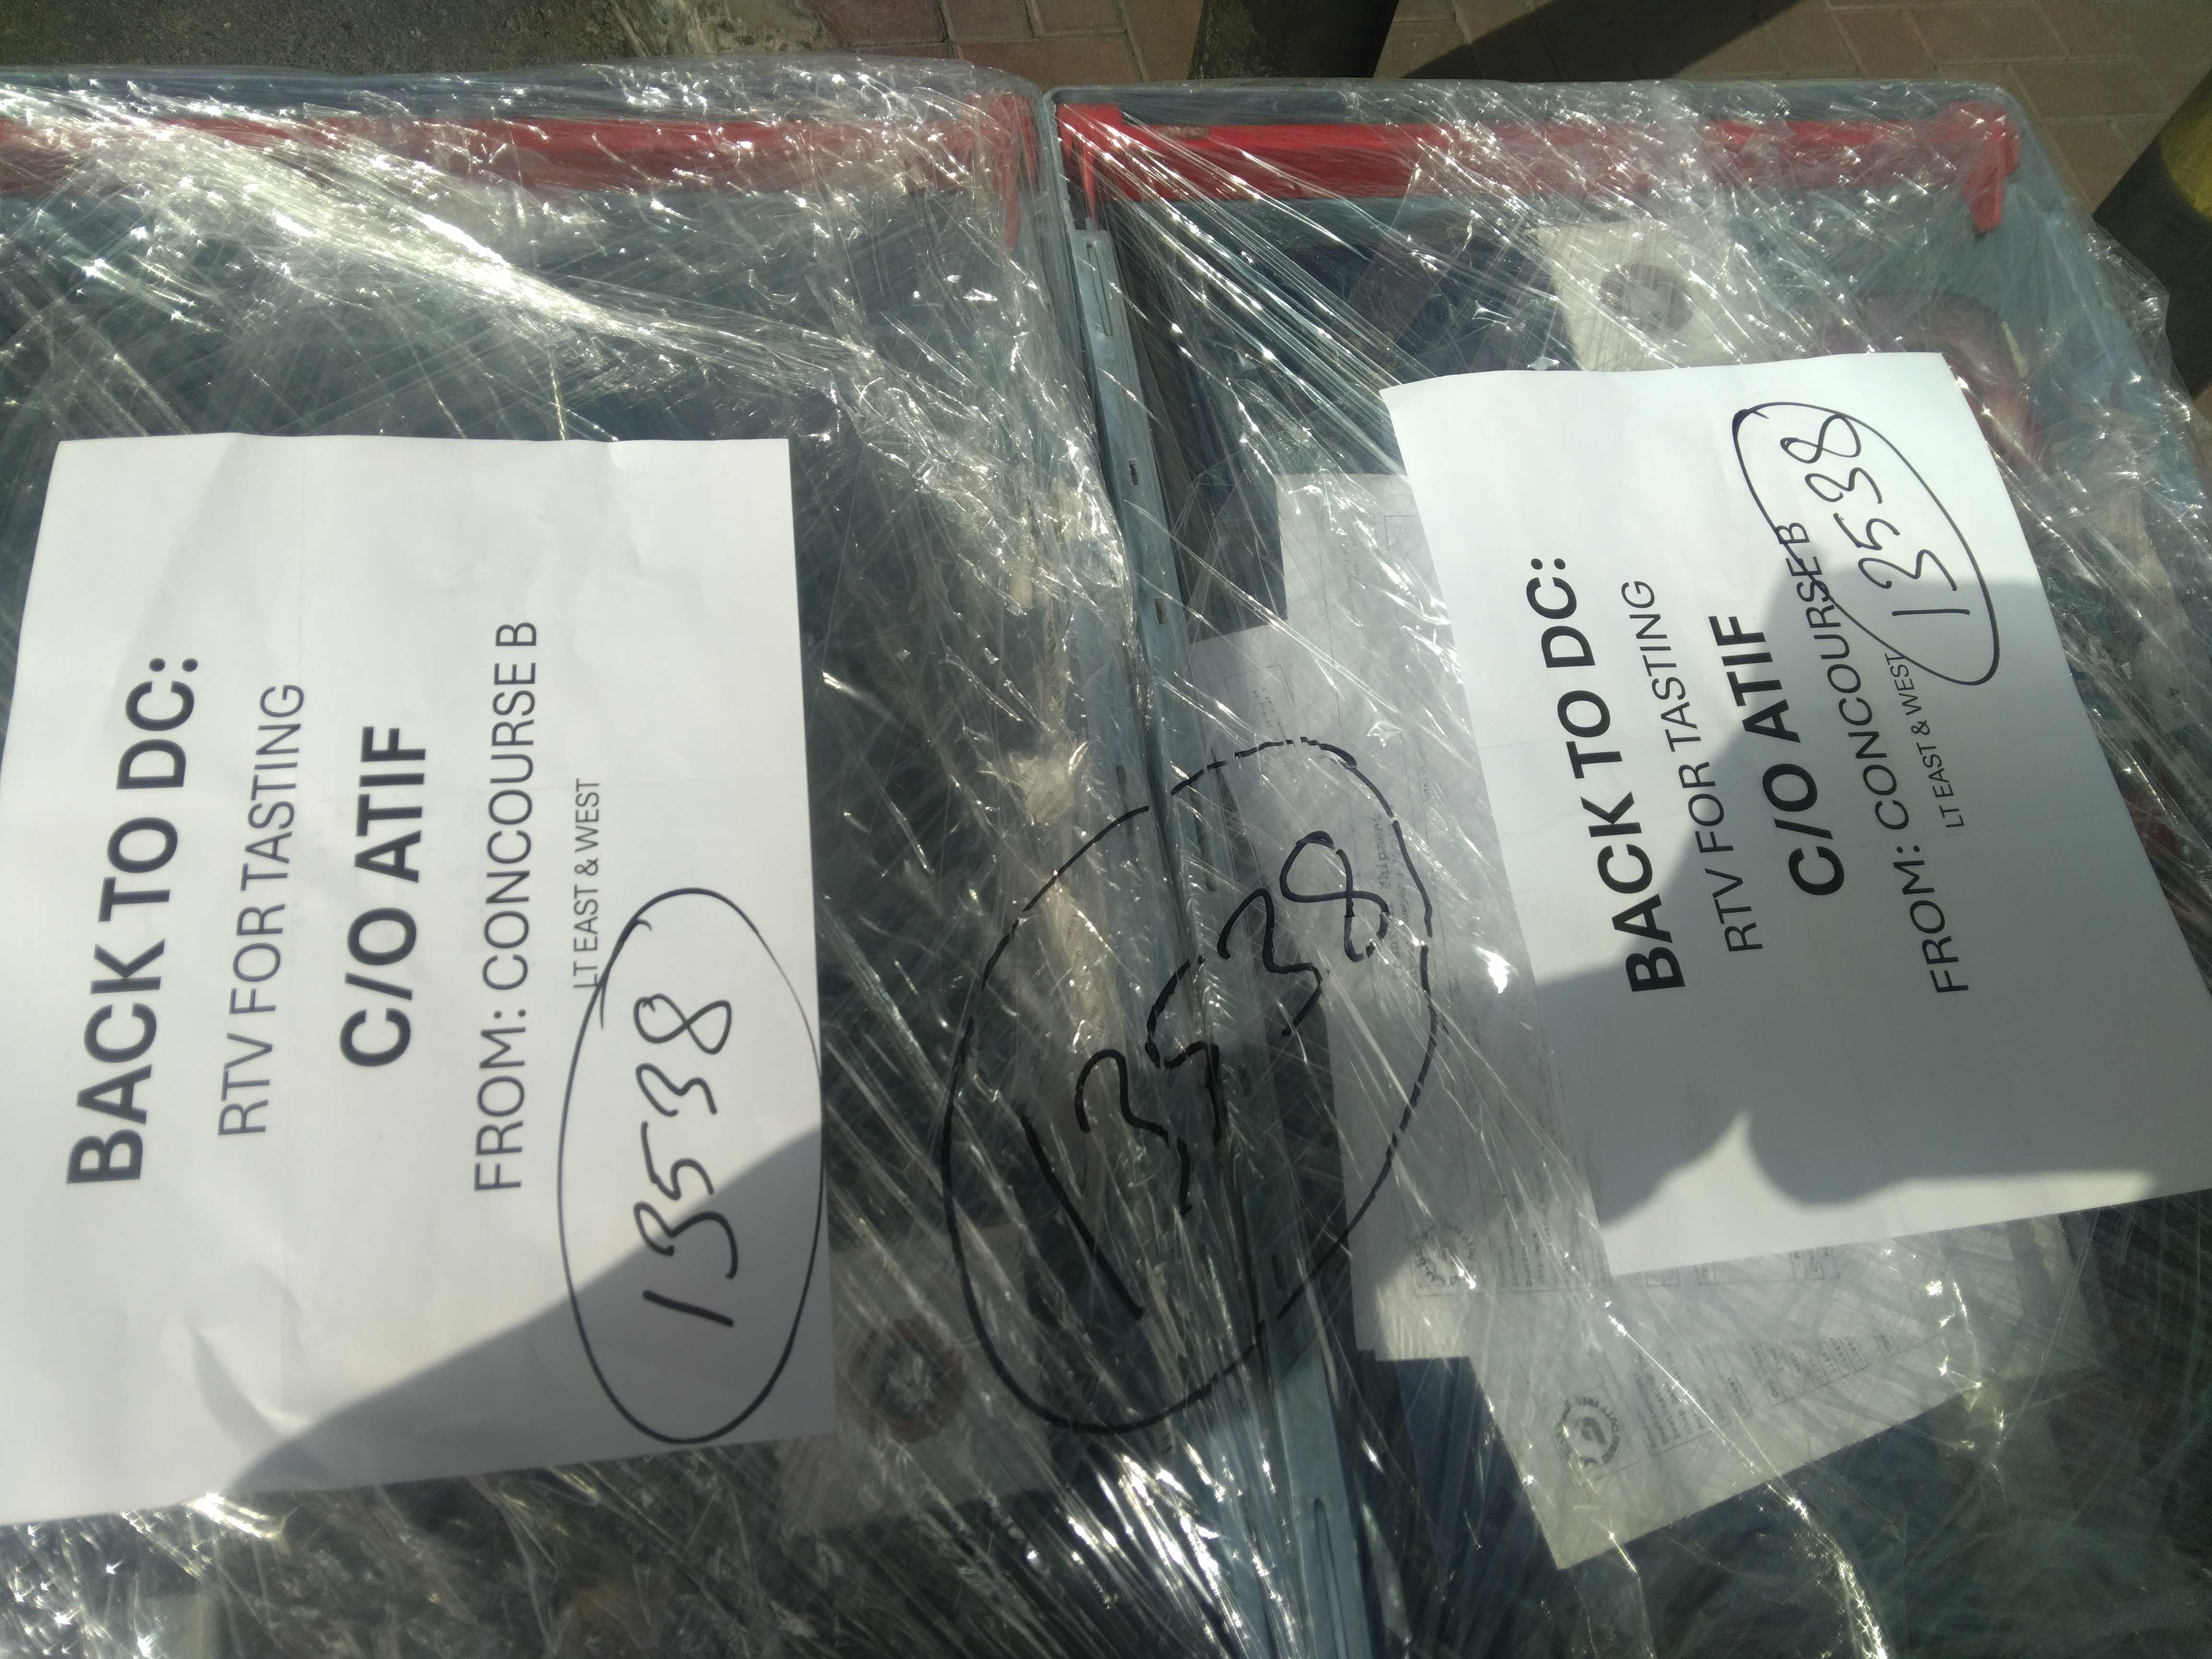 BACK TO DC:
RTV FOR TASTING
C/O ATIF
FROM: CONCOURSE B
LT EAST & WEST
13538
13538
BACK TO DC:
RTV FOR TASTING
C/O ATIF
FROM: CONCOURSE B
LT EAST & WEST
13538